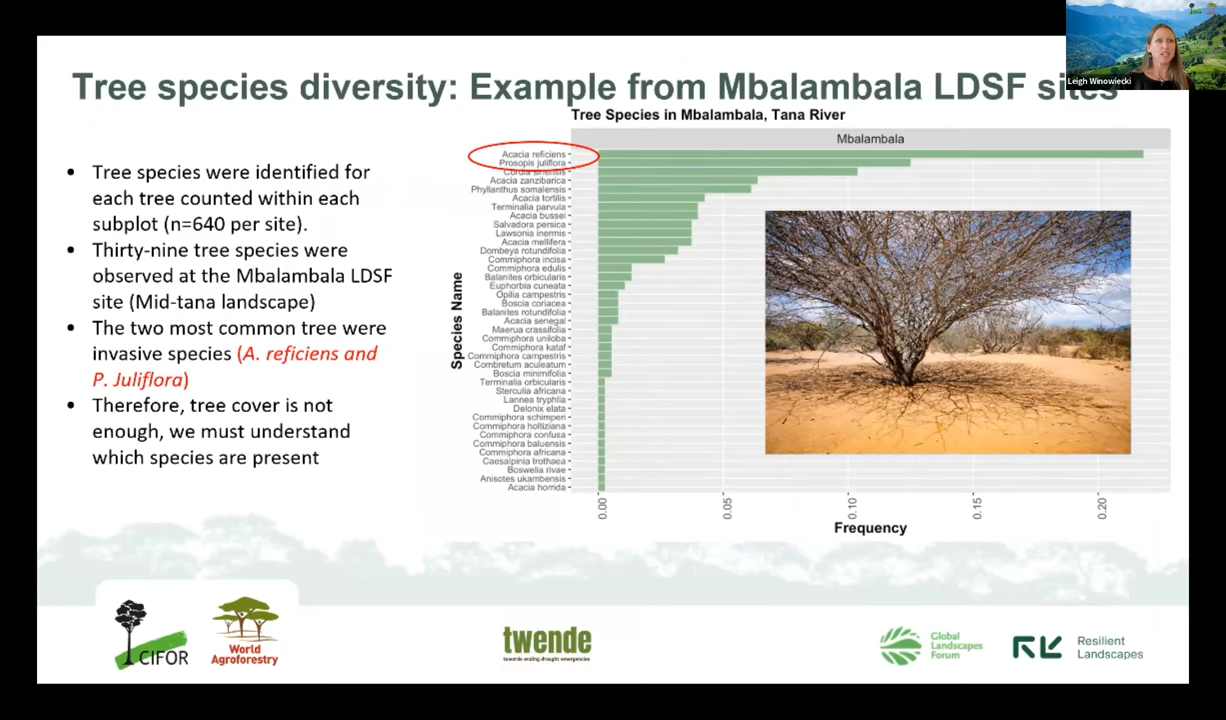 Leigh Winowiecki
Tree species diversity: Example from Mbalambala LDSF sites
Tree species were identified for
each tree counted within each
subplot (n=640 per site).
Thirty-nine tree species were
observed at the Mbalambala LDSF
site (Mid-tana landscape)
The two most common tree were
invasive species (A. reficiens and
P. Juliflora)
Therefore, tree cover is not
enough, we must understand
which species are present
Tree Species in Mbalambala, Tana River
Mbalambala
Species Name
Acacia reficiens
Prosopis juliflora
Cordia sinensis
Acacia zanzibarica
Phyllanthus somalensis
Acacia tortilis
Terminalia parvula
Acacia bussei
Salvadora persica
Lawsonia inermis
Acacia mellifera
Dombeya rotundifolia
Commiphora incisa
Commiphora edulis
Balanites orbicularis
Euphorbia cuneata
Opilia campestris
Boscia coriacea
Balanites rotundifolia
Acacia senegal
Maerua crassifolia
Commiphora uniloba
Commiphora kataf
Commiphora campestris
Combretum aculeatum
Boscia minimifolia
Terminalia orbicularis
Sterculia africana
Lannea tryphlia
Delonix elata
Commiphora schimperi
Commiphora holtiziana
Commiphora confusa
Commiphora baluensis
Commiphora africana
Caesalpinia trothaea
Boswellia rivae
Anisotes ukambensis
Acacia horrida
0.00
0.05
0.10
0.15
0.20
Frequency
CIFOR
World
Agroforestry
twende
towards ending drought emergencies
Global
Landscapes
Forum
Resilient
Landscapes